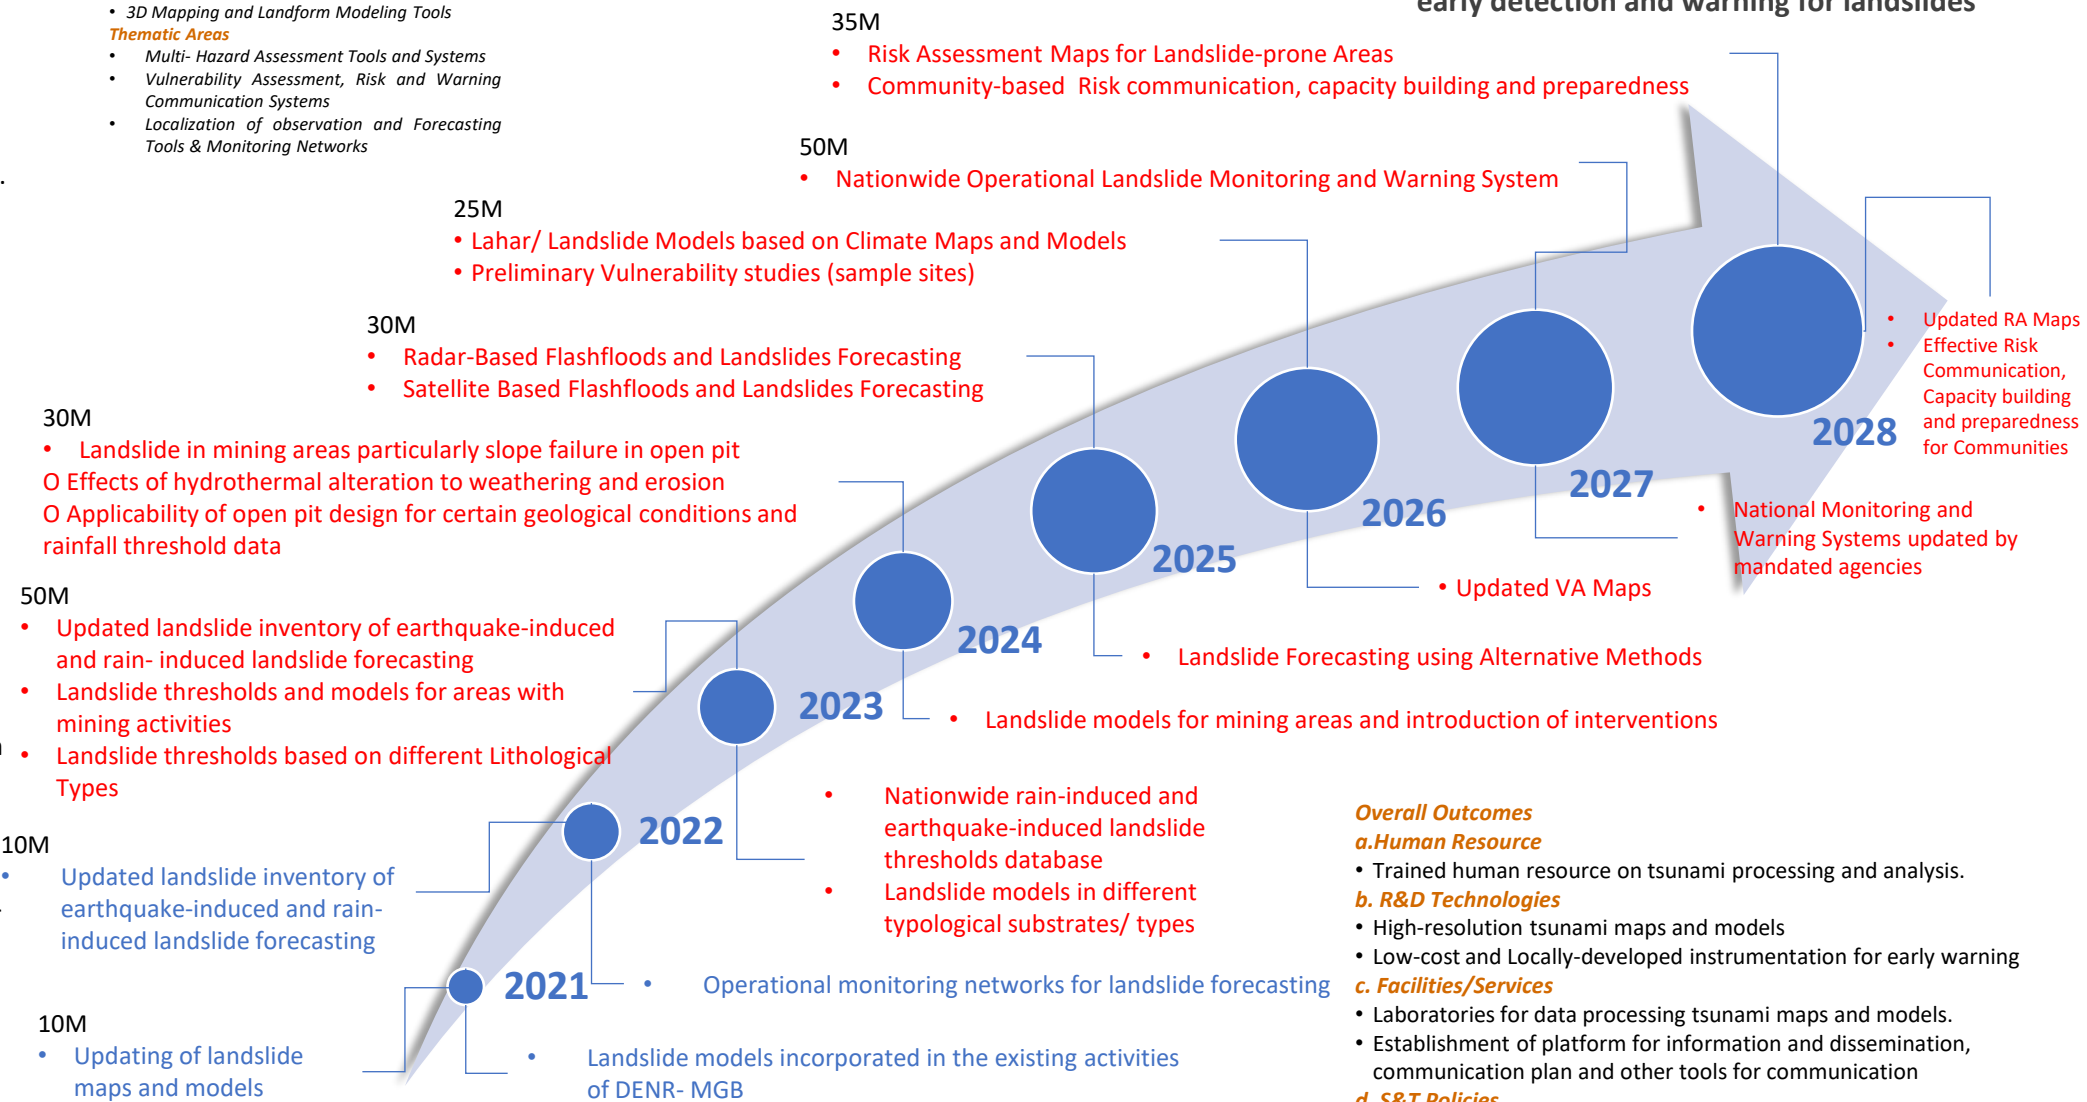 • 3D Mapping and Landform Modeling Tools
Thematic Areas
• Multi- Hazard Assessment Tools and Systems
• Vulnerability Assessment, Risk and Warning
Communication Systems
• Localization of observation and Forecasting
Tools & Monitoring Networks
early detection and warning for landslides
35M
• Risk Assessment Maps for Landslide-prone Areas
• Community-based Risk communication, capacity building and preparedness
50M
• Nationwide Operational Landslide Monitoring and Warning System
25M
• Lahar/ Landslide Models based on Climate Maps and Models
• Preliminary Vulnerability studies (sample sites)
30M
• Radar-Based Flashfloods and Landslides Forecasting
• Satellite Based Flashfloods and Landslides Forecasting
30M
• Landslide in mining areas particularly slope failure in open pit
O Effects of hydrothermal alteration to weathering and erosion
O Applicability of open pit design for certain geological conditions and
rainfall threshold data
50M
• Updated landslide inventory of earthquake-induced
and rain- induced landslide forecasting
• Landslide thresholds and models for areas with
mining activities
• Landslide thresholds based on different Lithological
Types
10M
• Updated landslide inventory of
earthquake-induced and rain-
induced landslide forecasting
10M
• Updating of landslide
maps and models
2021
2022
2023
2024
2025
2026
2027
2028
• Updated RA Maps
• Effective Risk
Communication,
Capacity building
and preparedness
for Communities
• National Monitoring and
Warning Systems updated by
mandated agencies
• Updated VA Maps
• Landslide Forecasting using Alternative Methods
• Landslide models for mining areas and introduction of interventions
• Nationwide rain-induced and
earthquake-induced landslide
thresholds database
• Landslide models in different
typological substrates/ types
• Operational monitoring networks for landslide forecasting
• Landslide models incorporated in the existing activities
of DENR- MGB
Overall Outcomes
a.Human Resource
• Trained human resource on tsunami processing and analysis.
b. R&D Technologies
• High-resolution tsunami maps and models
• Low-cost and Locally-developed instrumentation for early warning
c. Facilities/Services
• Laboratories for data processing tsunami maps and models.
• Establishment of platform for information and dissemination,
communication plan and other tools for communication
d. S&T Policies